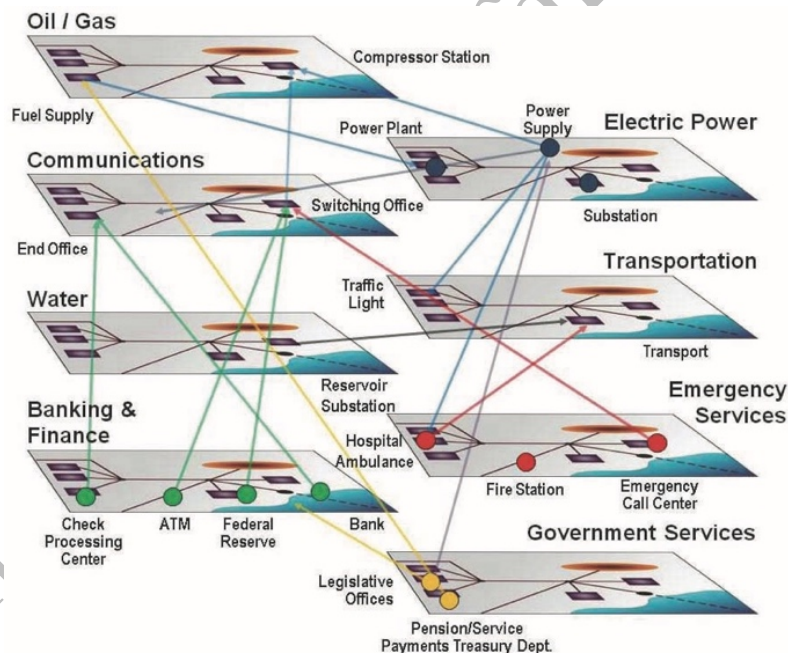 Oil / Gas
Compressor Station
Fuel Supply
Power Plant
Power
Supply
Electric Power
Communications
Switching Office
Substation
End Office
Transportation
Traffic
Light
Water
Transport
Reservoir
Substation
Banking &
Finance
Emergency
Services
Hospital
Ambulance
Fire Station
Emergency
Call Center
Check
Processing
Center
ATM
Federal
Reserve
Bank
Government Services
Legislative
Offices
Pension/Service
Payments Treasury Dept.